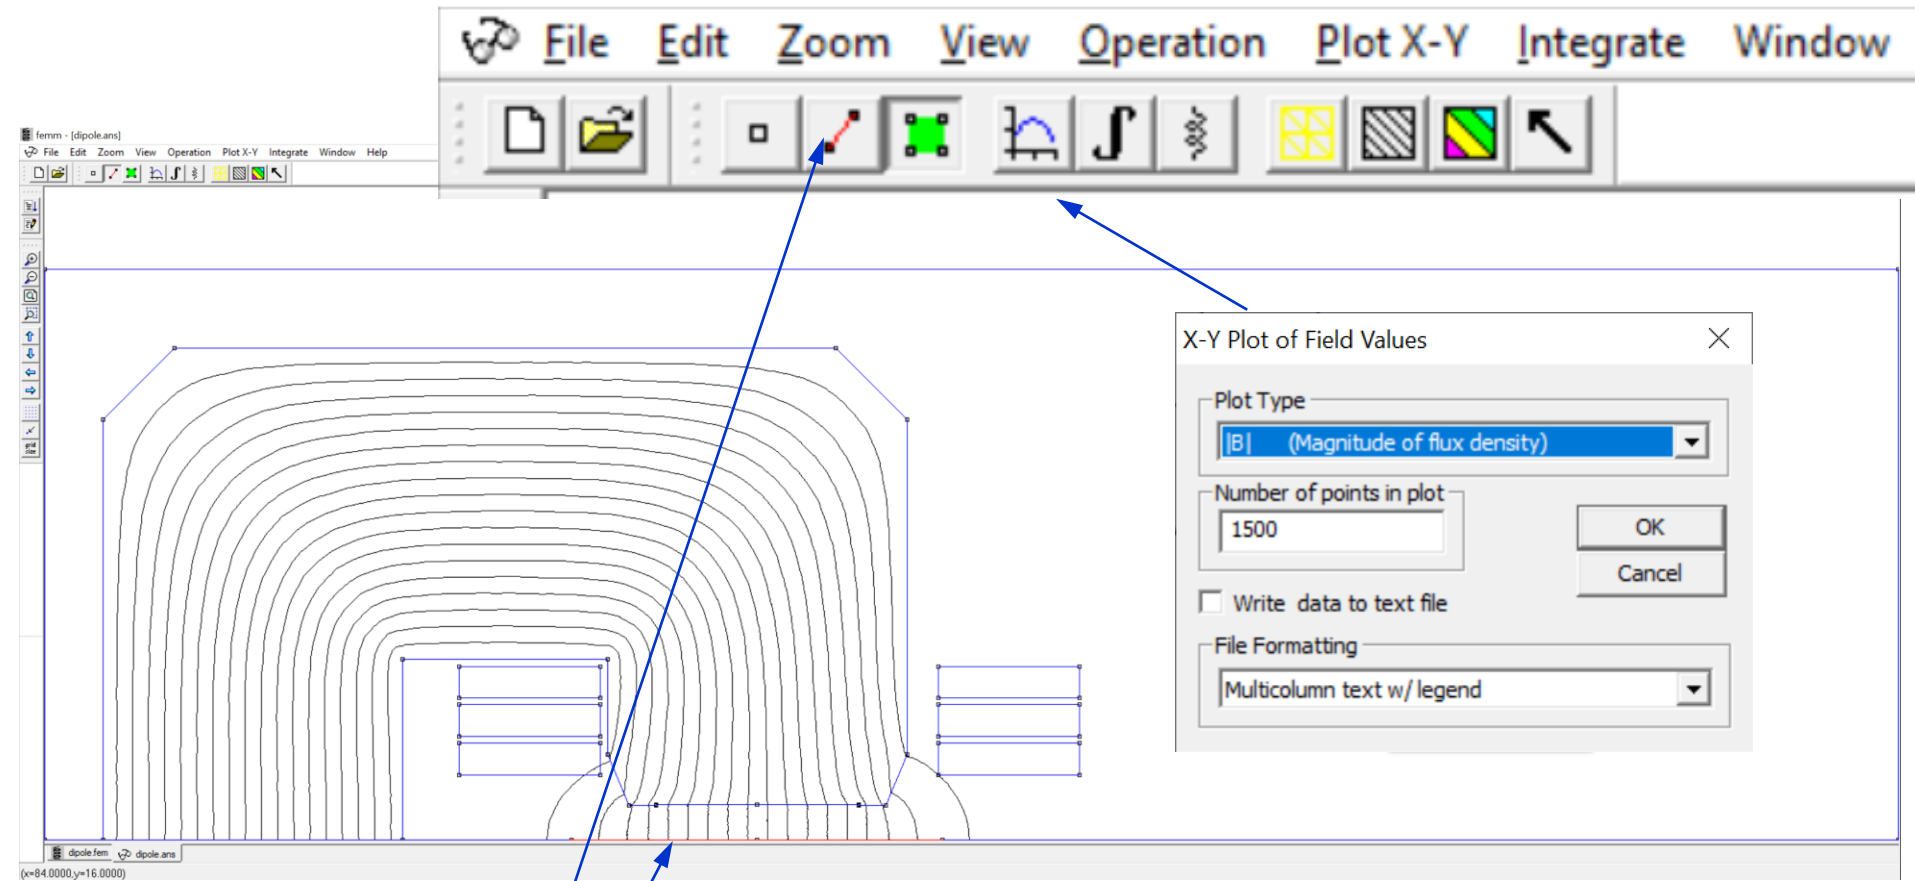 File Edit Zoom View Operation Plot X-Y Integrate Window
femm - [dipole.ans]
File Edit Zoom View Operation Plot X-Y Integrate Window Help
X-Y Plot of Field Values
Plot Type
|B| (Magnitude of flux density)
Number of points in plot
1500
OK
Cancel
Write data to text file
File Formatting
Multicolumn text w/ legend
dipole.fem dipole.ans
(x=84.0000,y=16.0000)